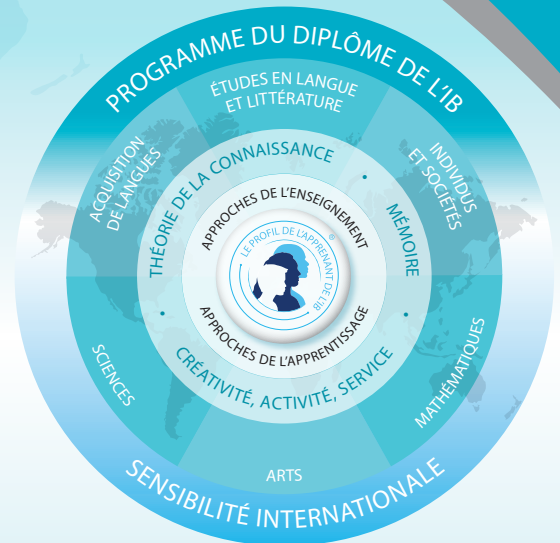 PROGRAMME DU DIPLÔME DE L'IB
ÉTUDES EN LANGUE
ET LITTÉRATURE
ACQUISITION
DE LANGUES
INDIVIDUS
ET SOCIÉTÉS
THÉORIE DE LA CONNAISSANCE
MÉMOIRE
APPROCHES DE L'ENSEIGNEMENT
LE PROFIL DE L'APPRENANT DE L'IB
®
APPROCHES DE L'APPRENTISSAGE
CRÉATIVITÉ, ACTIVITÉ, SERVICE
SCIENCES
MATHÉMATIQUES
ARTS
SENSIBILITÉ INTERNATIONALE